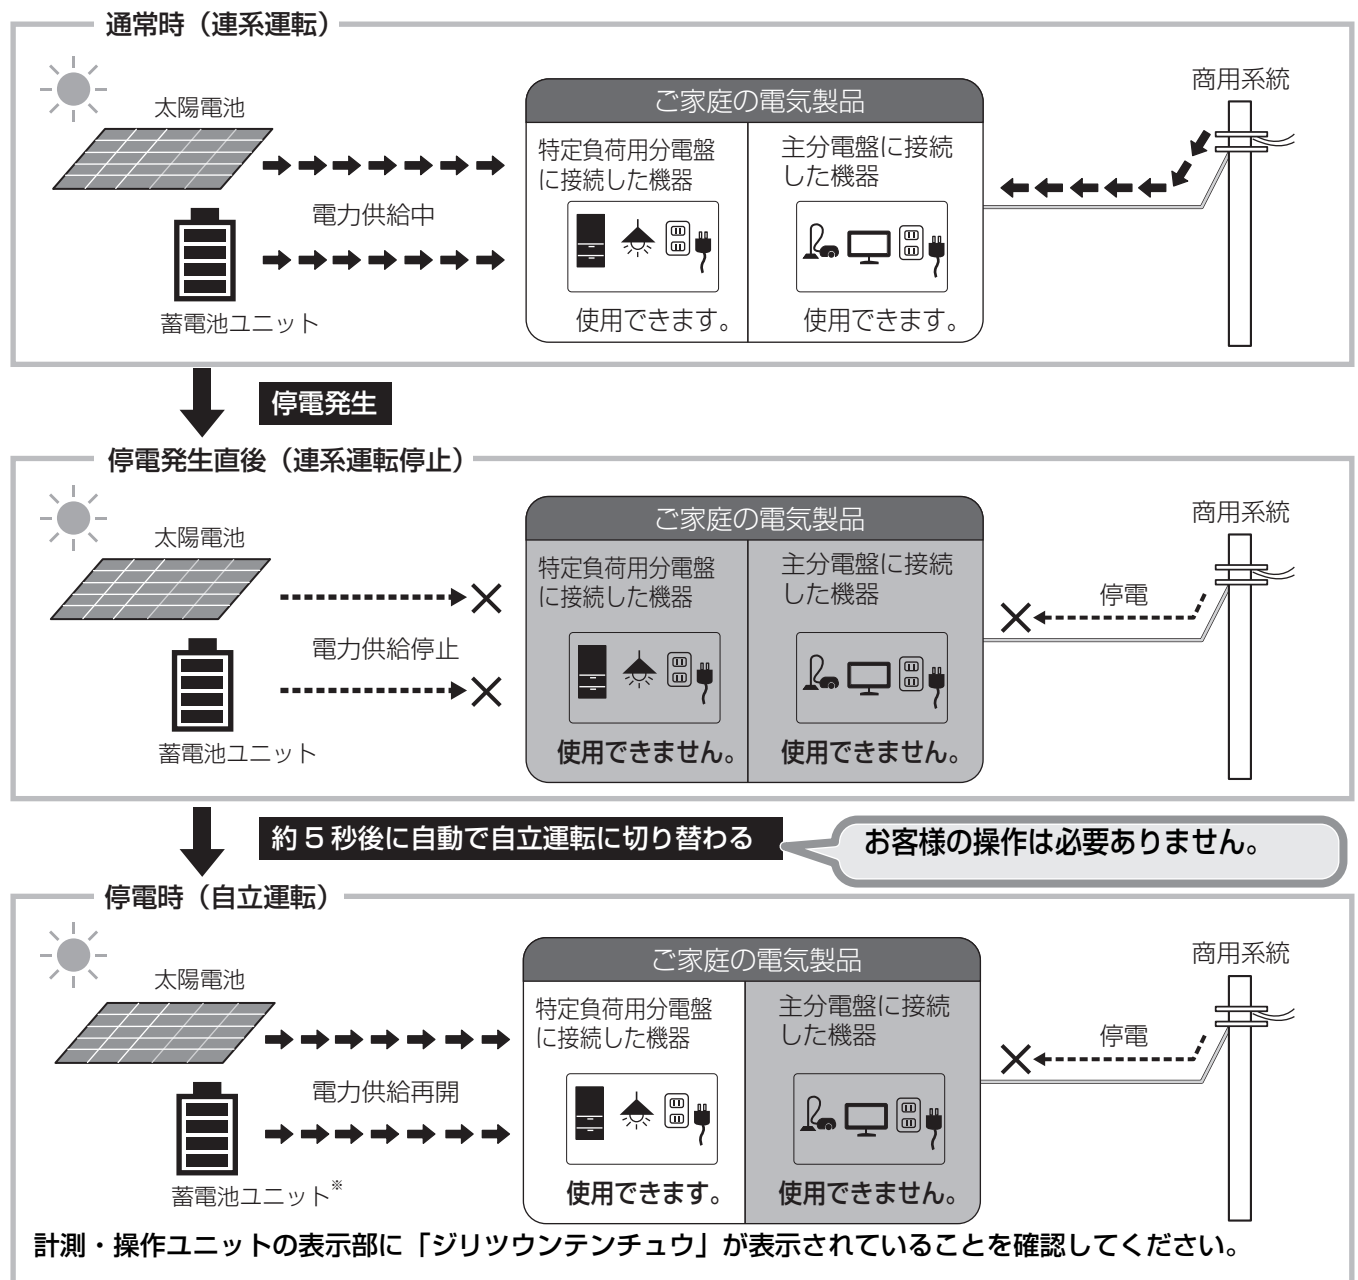 通常時（連系運転）
太陽電池
電力供給中
蓄電池ユニット
ご家庭の電気製品
特定負荷用分電盤
に接続した機器
使用できます。
主分電盤に接続
した機器
使用できます。
商用系統
停電発生
停電発生直後（連系運転停止）
太陽電池
電力供給停止
蓄電池ユニット
ご家庭の電気製品
特定負荷用分電盤
に接続した機器
使用できません。
主分電盤に接続
した機器
使用できません。
停電
商用系統
約 5 秒後に自動で自立運転に切り替わる
お客様の操作は必要ありません。
停電時（自立運転）
太陽電池
電力供給再開
蓄電池ユニット※
ご家庭の電気製品
特定負荷用分電盤
に接続した機器
使用できます。
主分電盤に接続
した機器
使用できません。
停電
商用系統
計測・操作ユニットの表示部に「ジリツウンテンチュウ」が表示されていることを確認してください。